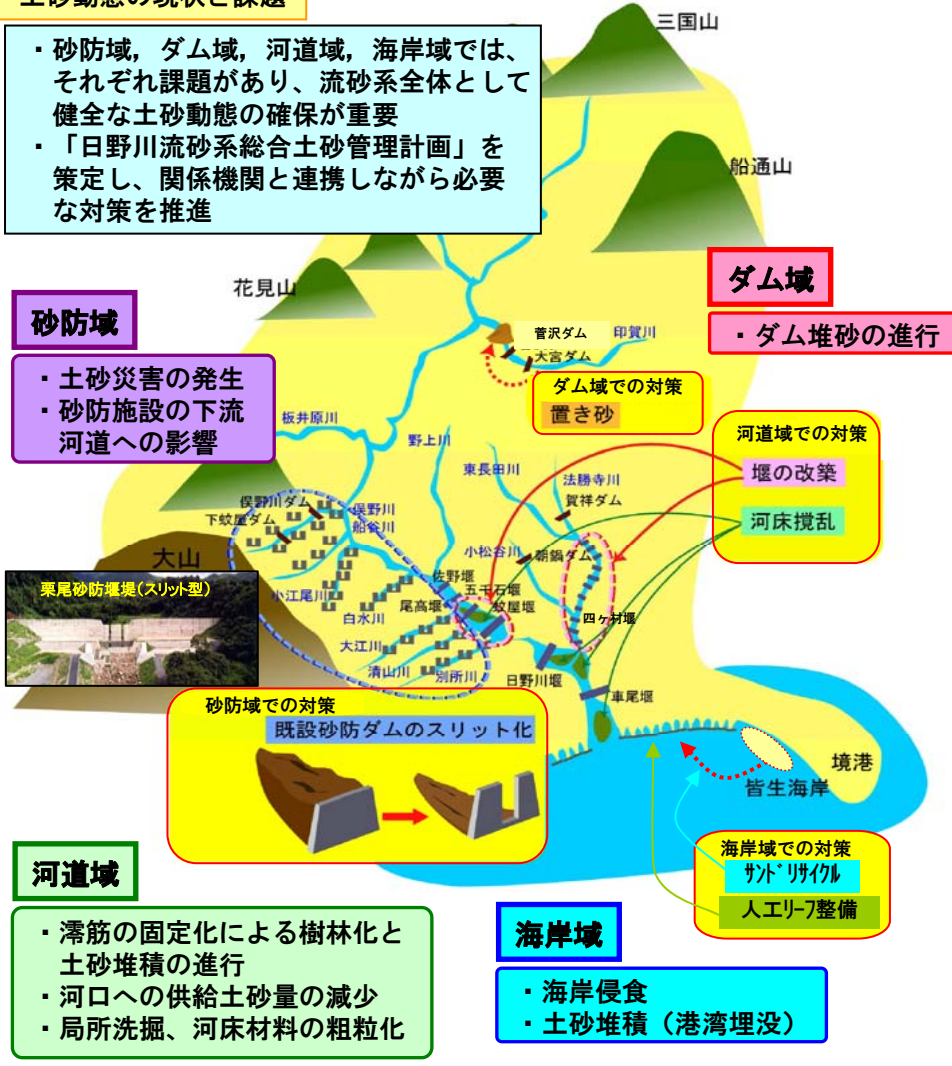 土砂動態の現状と課題
・砂防域，ダム域，河道域，海岸域では、
それぞれ課題があり、流砂系全体として
健全な土砂動態の確保が重要
・「日野川流砂系総合土砂管理計画」を
策定し、関係機関と連携しながら必要
な対策を推進
三国山
船通山
花見山
砂防域
・土砂災害の発生
・砂防施設の下流
河道への影響
ダム域
・ダム堆砂の進行
菅沢ダム
印賀川
大宮ダム
ダム域での対策
置き砂
河道域での対策
堰の改築
河床撹乱
板井原川
野上川
東長田川
法勝寺川
賀祥ダム
俣野川ダム
俣野川
下蚊屋ダム
船谷川
大山
小松谷川
朝鍋ダム
栗尾砂防堰堤(スリット型)
佐野堰
五千石堰
小江尾川
尾高堰
蚊屋堰
四ヶ村堰
白水川
大江川
清山川
別所川
日野川堰
車尾堰
砂防域での対策
既設砂防ダムのスリット化
境港
皆生海岸
海岸域での対策
ｻﾝﾄﾞﾘｻｲｸﾙ
人工ﾘｰﾌ整備
河道域
・澪筋の固定化による樹林化と
土砂堆積の進行
・河口への供給土砂量の減少
・局所洗掘、河床材料の粗粒化
海岸域
・海岸侵食
・土砂堆積（港湾埋没）